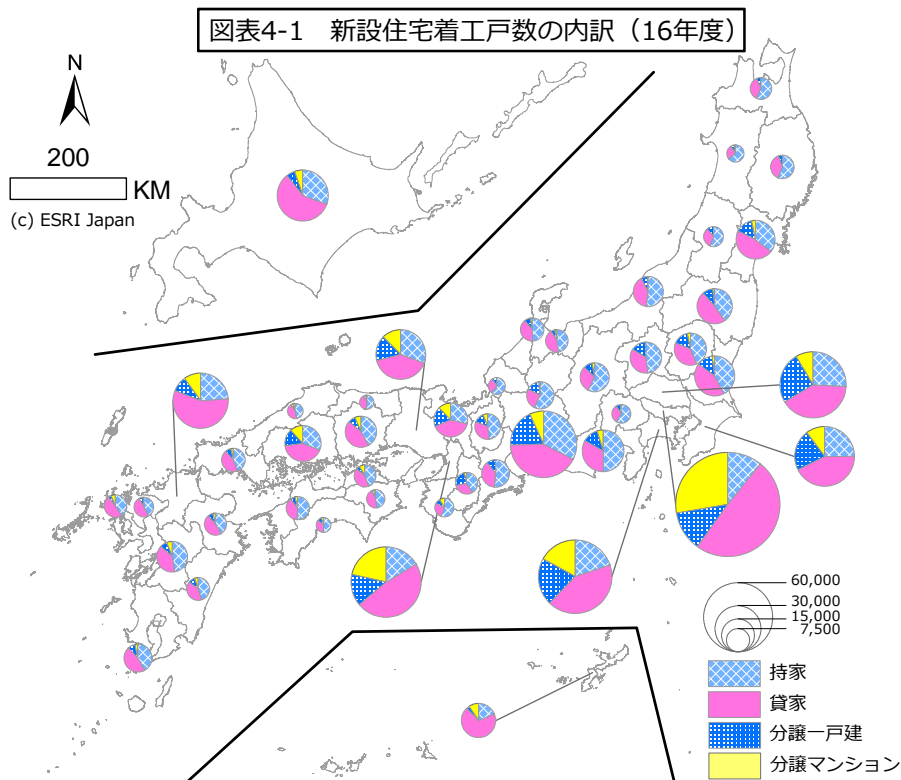 図表4-1　新設住宅着工戸数の内訳（16年度）
N
200
KM
(c) ESRI Japan
60,000
30,000
15,000
7,500
持家
貸家
分譲一戸建
分譲マンション